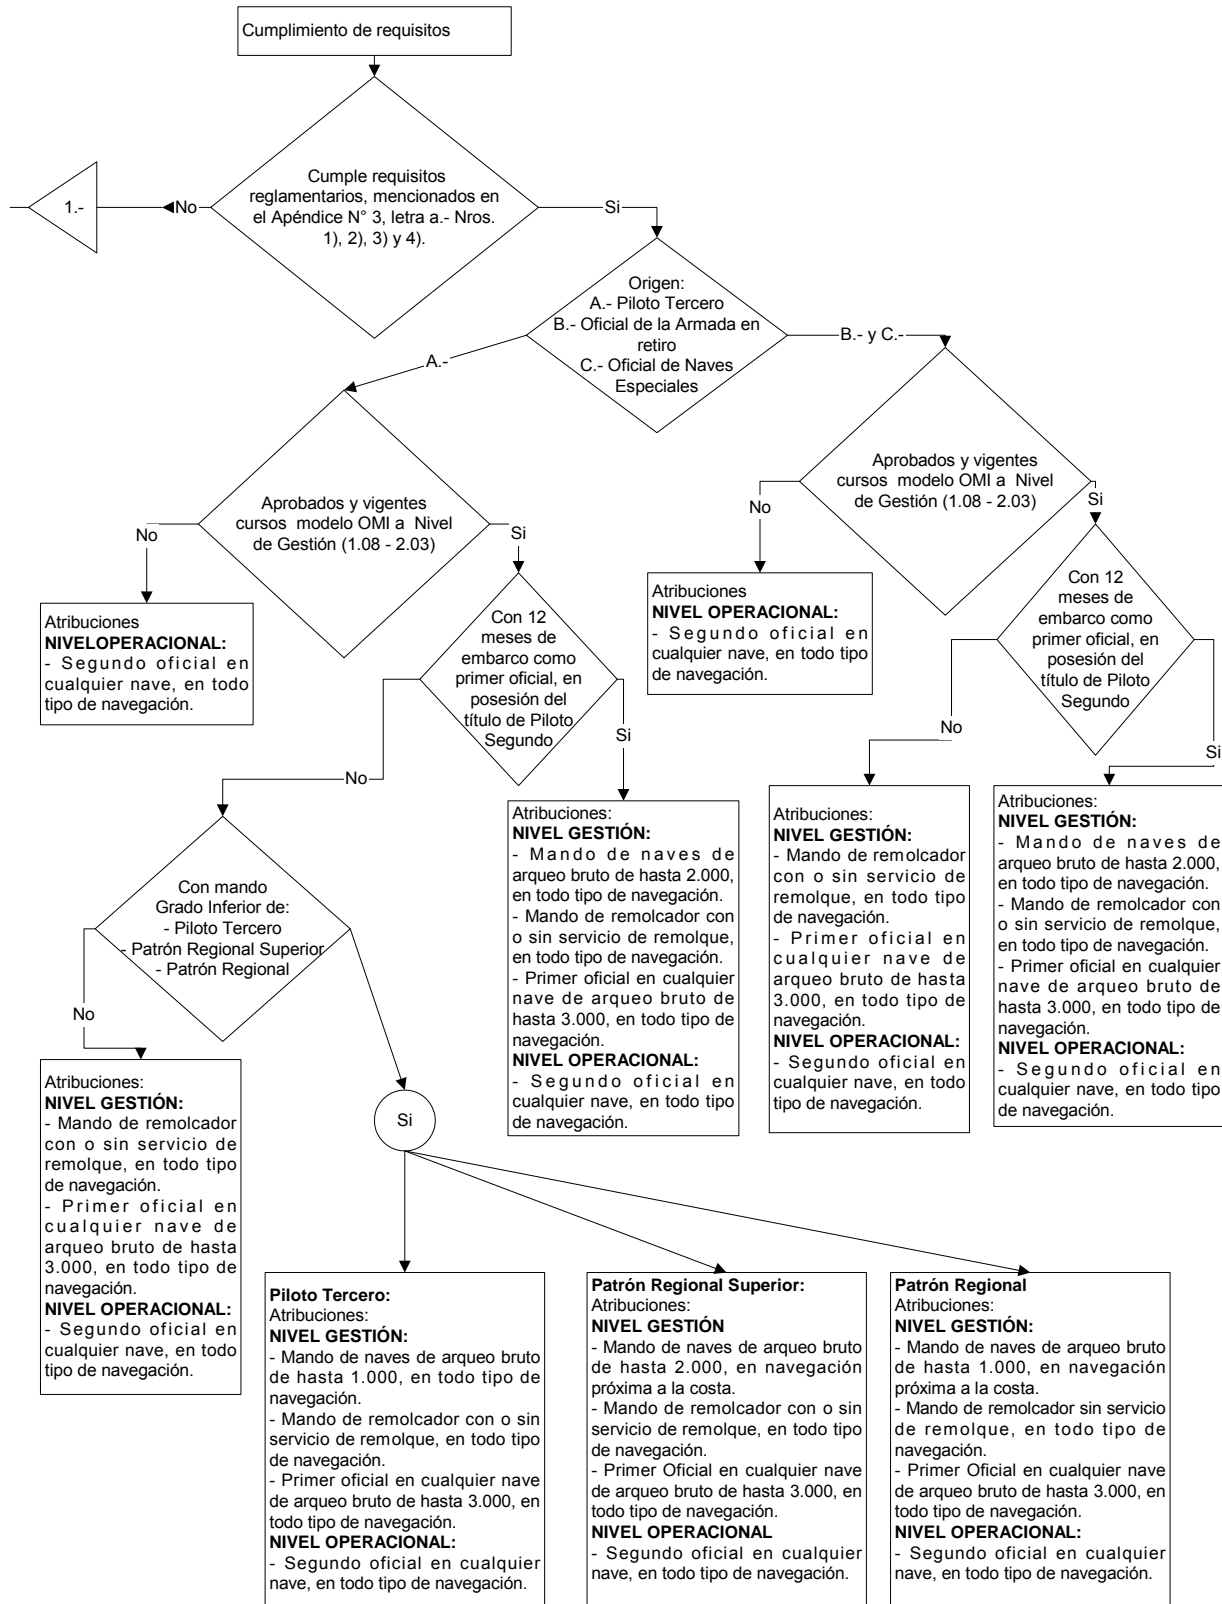 Cumplimiento de requisitos
Cumple requisitos
reglamentarios, mencionados en
el Apéndice N° 3, letra a.- Nros.
1), 2), 3) y 4).
1.-
No
Si
Origen:
A.- Piloto Tercero
B.- Oficial de la Armada en
retiro
C.- Oficial de Naves
Especiales
A.-
B.- y C.-
Aprobados y vigentes
cursos modelo OMI a Nivel
de Gestión (1.08 - 2.03)
No
Si
Atribuciones
NIVELOPERACIONAL:
- Segundo oficial en
cualquier nave, en todo
tipo de navegación.
Con 12
meses de
embarco como
primer oficial, en
posesión del
título de Piloto
Segundo
No
Si
Aprobados y vigentes
cursos modelo OMI a Nivel
de Gestión (1.08 - 2.03)
No
Si
Atribuciones
NIVEL OPERACIONAL:
- Segundo oficial en
cualquier nave, en todo tipo
de navegación.
Con 12
meses de
embarco como
primer oficial, en
posesión del
título de Piloto
Segundo
No
Si
Con mando
Grado Inferior de:
- Piloto Tercero
- Patrón Regional Superior
- Patrón Regional
No
Si
Atribuciones:
NIVEL GESTIÓN:
- Mando de naves de
arqueo bruto de hasta 2.000,
en todo tipo de navegación.
- Mando de remolcador con
o sin servicio de remolque,
en todo tipo de navegación.
- Primer oficial en cualquier
nave de arqueo bruto de
hasta 3.000, en todo tipo de
navegación.
NIVEL OPERACIONAL:
- Segundo oficial en
cualquier nave, en todo tipo
de navegación.
Atribuciones:
NIVEL GESTIÓN:
- Mando de remolcador
con o sin servicio de
remolque, en todo tipo
de navegación.
- Primer oficial en
cualquier nave de
arqueo bruto de hasta
3.000, en todo tipo de
navegación.
NIVEL OPERACIONAL:
- Segundo oficial en
cualquier nave, en todo
tipo de navegación.
Atribuciones:
NIVEL GESTIÓN:
- Mando de naves de
arqueo bruto de hasta 2.000,
en todo tipo de navegación.
- Mando de remolcador con
o sin servicio de remolque,
en todo tipo de navegación.
- Primer oficial en cualquier
nave de arqueo bruto de
hasta 3.000, en todo tipo de
navegación.
NIVEL OPERACIONAL:
- Segundo oficial en
cualquier nave, en todo tipo
de navegación.
Atribuciones:
NIVEL GESTIÓN:
- Mando de remolcador
con o sin servicio de
remolque, en todo tipo
de navegación.
- Primer oficial en
cualquier nave de
arqueo bruto de hasta
3.000, en todo tipo de
navegación.
NIVEL OPERACIONAL:
- Segundo oficial en
cualquier nave, en todo
tipo de navegación.
Piloto Tercero:
Atribuciones:
NIVEL GESTIÓN:
- Mando de naves de arqueo bruto
de hasta 1.000, en todo tipo de
navegación.
- Mando de remolcador con o sin
servicio de remolque, en todo tipo
de navegación.
- Primer oficial en cualquier nave
de arqueo bruto de hasta 3.000, en
todo tipo de navegación.
NIVEL OPERACIONAL:
- Segundo oficial en cualquier
nave, en todo tipo de navegación.
Patrón Regional Superior:
Atribuciones:
NIVEL GESTIÓN
- Mando de naves de arqueo bruto
de hasta 2.000, en navegación
próxima a la costa.
- Mando de remolcador con o sin
servicio de remolque, en todo tipo
de navegación.
- Primer Oficial en cualquier nave
de arqueo bruto de hasta 3.000, en
todo tipo de navegación.
NIVEL OPERACIONAL
- Segundo oficial en cualquier
nave, en todo tipo de navegación.
Patrón Regional
Atribuciones:
NIVEL GESTIÓN:
- Mando de naves de arqueo bruto
de hasta 1.000, en navegación
próxima a la costa.
- Mando de remolcador sin servicio
de remolque, en todo tipo de
navegación.
- Primer Oficial en cualquier nave
de arqueo bruto de hasta 3.000, en
todo tipo de navegación.
NIVEL OPERACIONAL:
- Segundo oficial en cualquier
nave, en todo tipo de navegación.